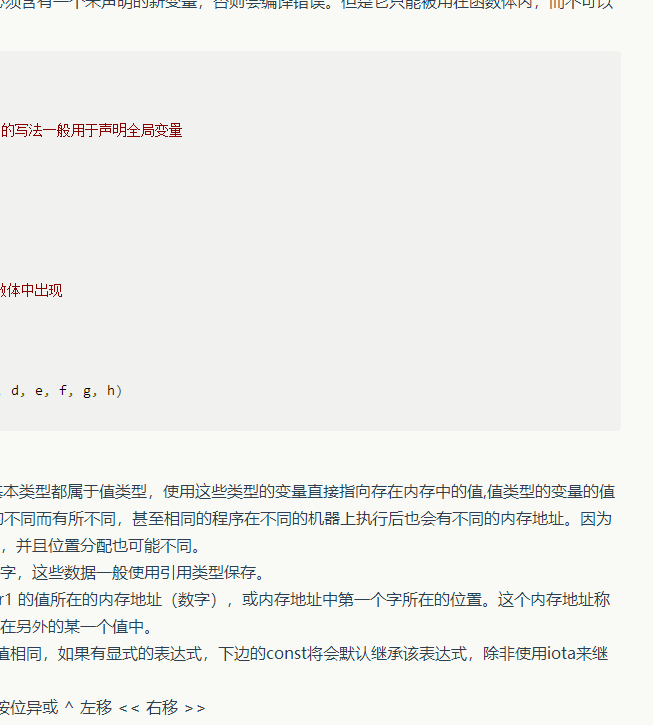 须含有一个未声明的新变量，否则会编译错误。但是它只能被用在函数体内，而不可以
的写法一般用于声明全局变量
数体中出现
, d, e, f, g, h)
基本类型都属于值类型，使用这些类型的变量直接指向存在内存中的值,值类型的变量的值
的不同而有所不同，甚至相同的程序在不同的机器上执行后也会有不同的内存地址。因为
，并且位置分配也可能不同。
字，这些数据一般使用引用类型保存。
r1 的值所在的内存地址（数字），或内存地址中第一个字所在的位置。这个内存地址称
在另外的某一个值中。
值相同，如果有显式的表达式，下边的const将会默认继承该表达式，除非使用iota来继
按位异或 ^ 左移 << 右移 >>